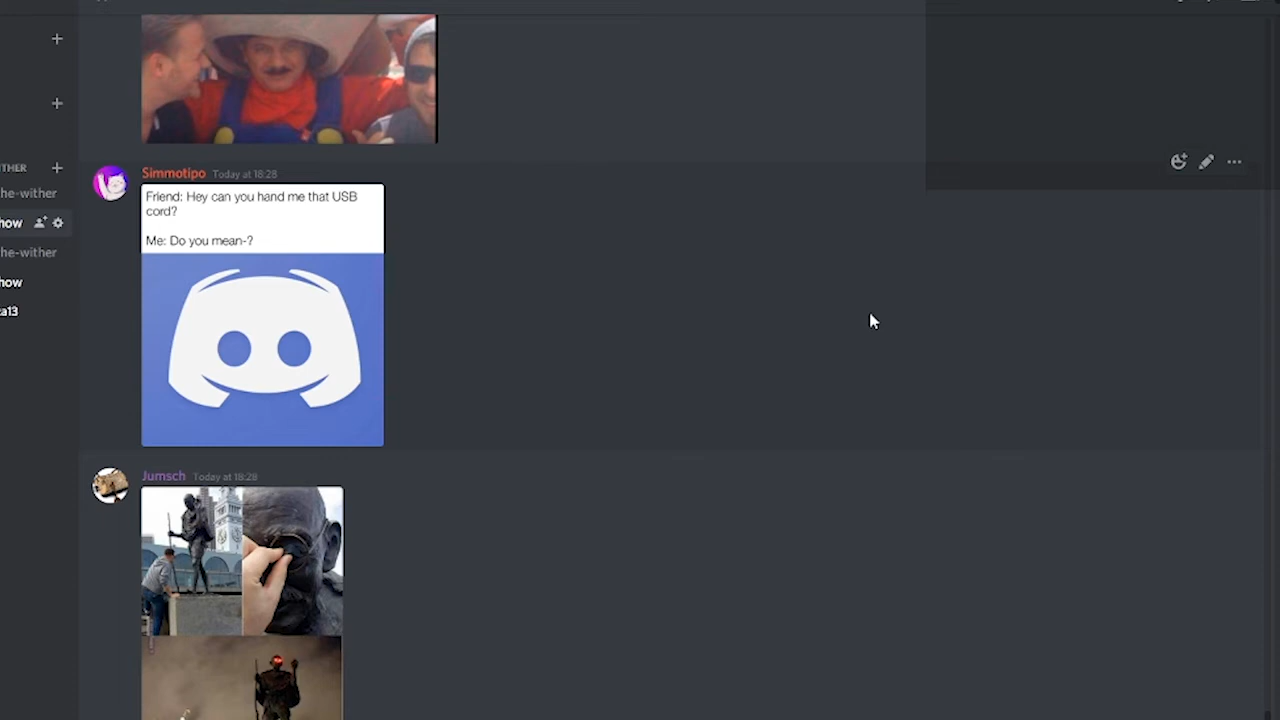 THER
he-wither
how
he-wither
how
a13
Simmotipo Today at 18:28
Friend: Hey can you hand me that USB
cord?
Me: Do you mean-?
Jumsch Today at 18:28